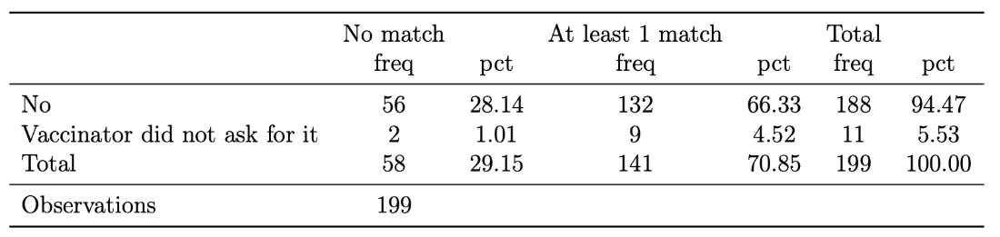 No match At least 1 match Total
freq pct freq pct freq pct
No 56 28.14 132 66.33 188 94.47
Vaccinator did not ask for it 2 1.01 9 4.52 11 5.53
Total 58 29.15 141 70.85 199 100.00
Observations 199